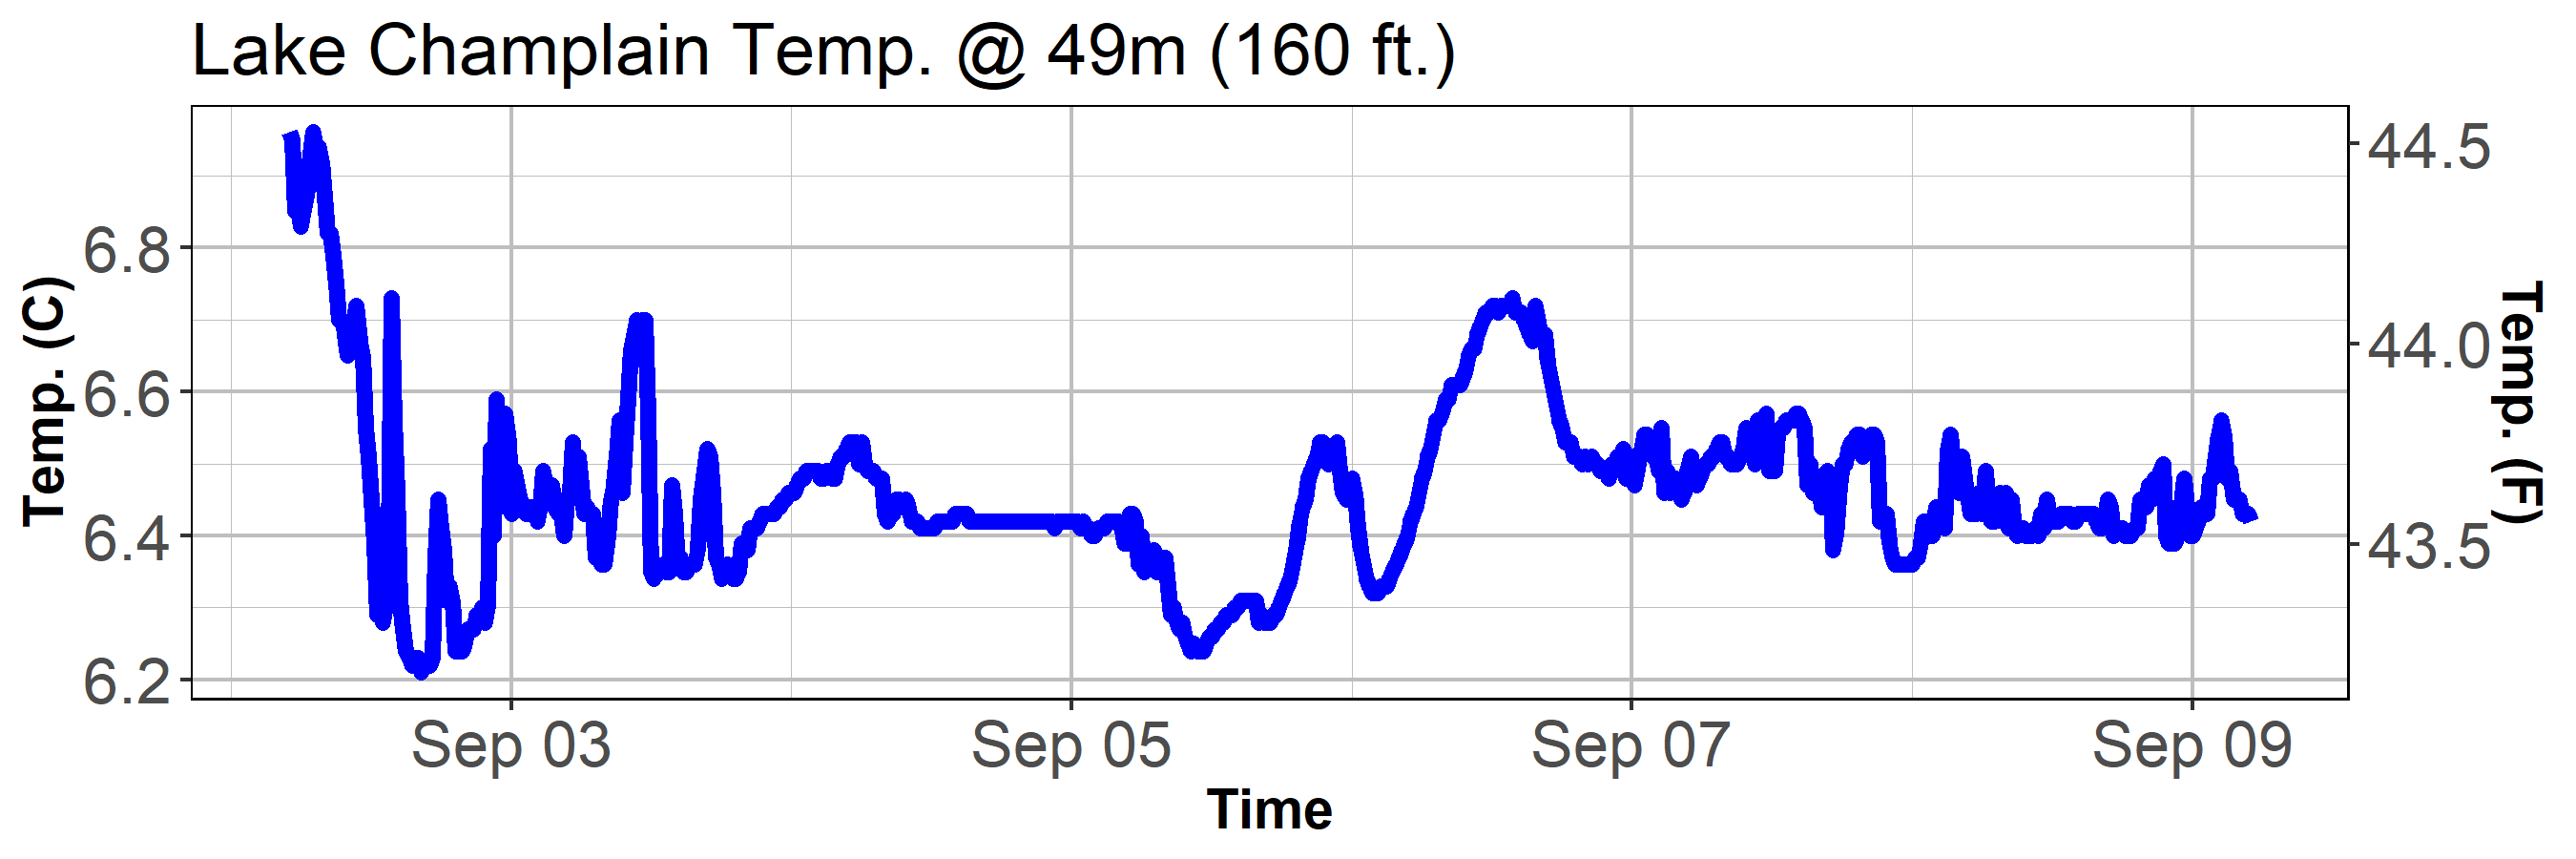 Lake Champlain Temp. @ 49m (160 ft.)
Temp. (C)
6.8
6.6
6.4
6.2
44.5
44.0
43.5
Temp. (F)
Sep 03 Sep 05 Sep 07 Sep 09
Time